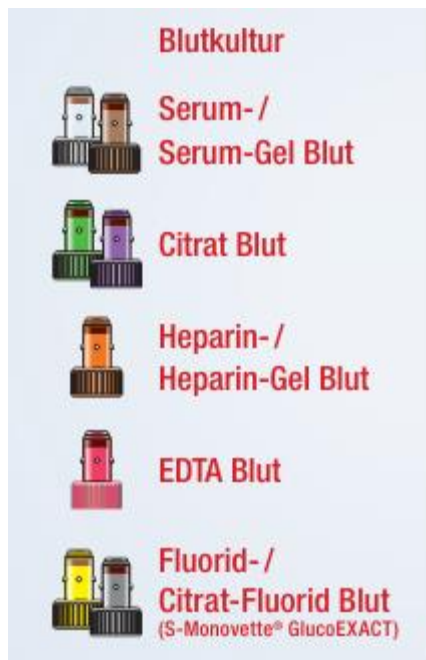 Blutkultur
Serum- /
Serum-Gel Blut
Citrat Blut
Heparin- /
Heparin-Gel Blut
EDTA Blut
Fluorid- /
Citrat-Fluorid Blut
(S-Monovette® GlucoEXACT)